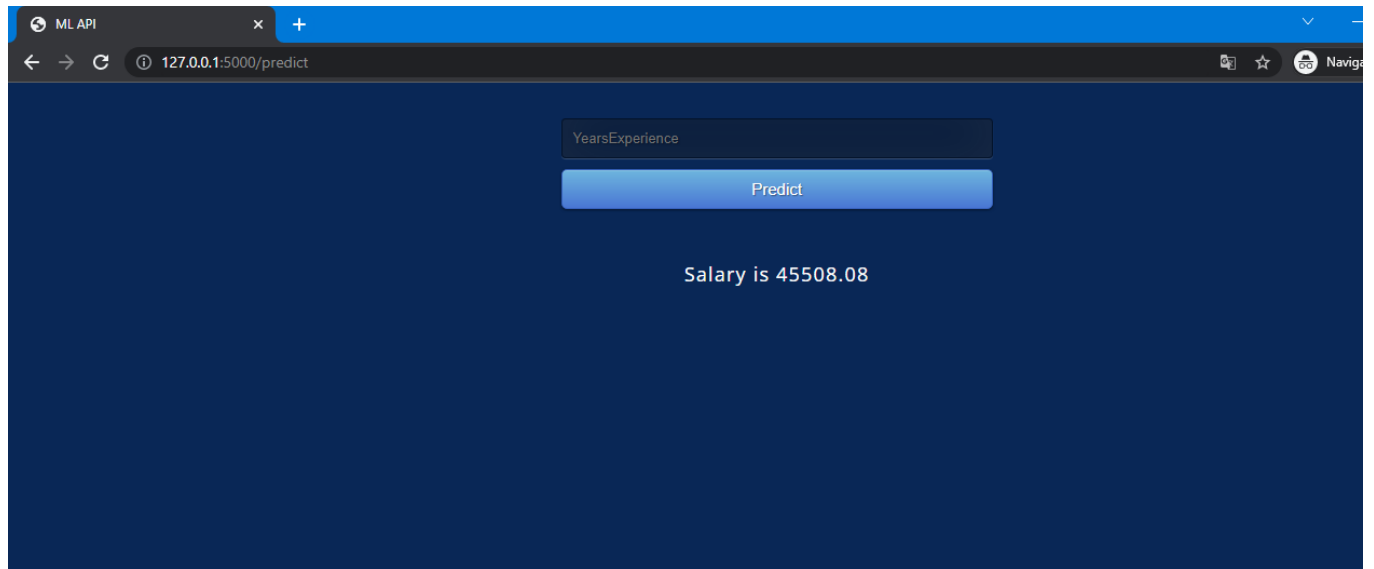 ML API
127.0.0.1:5000/predict
Naviga
YearsExperience
Predict
Salary is 45508.08